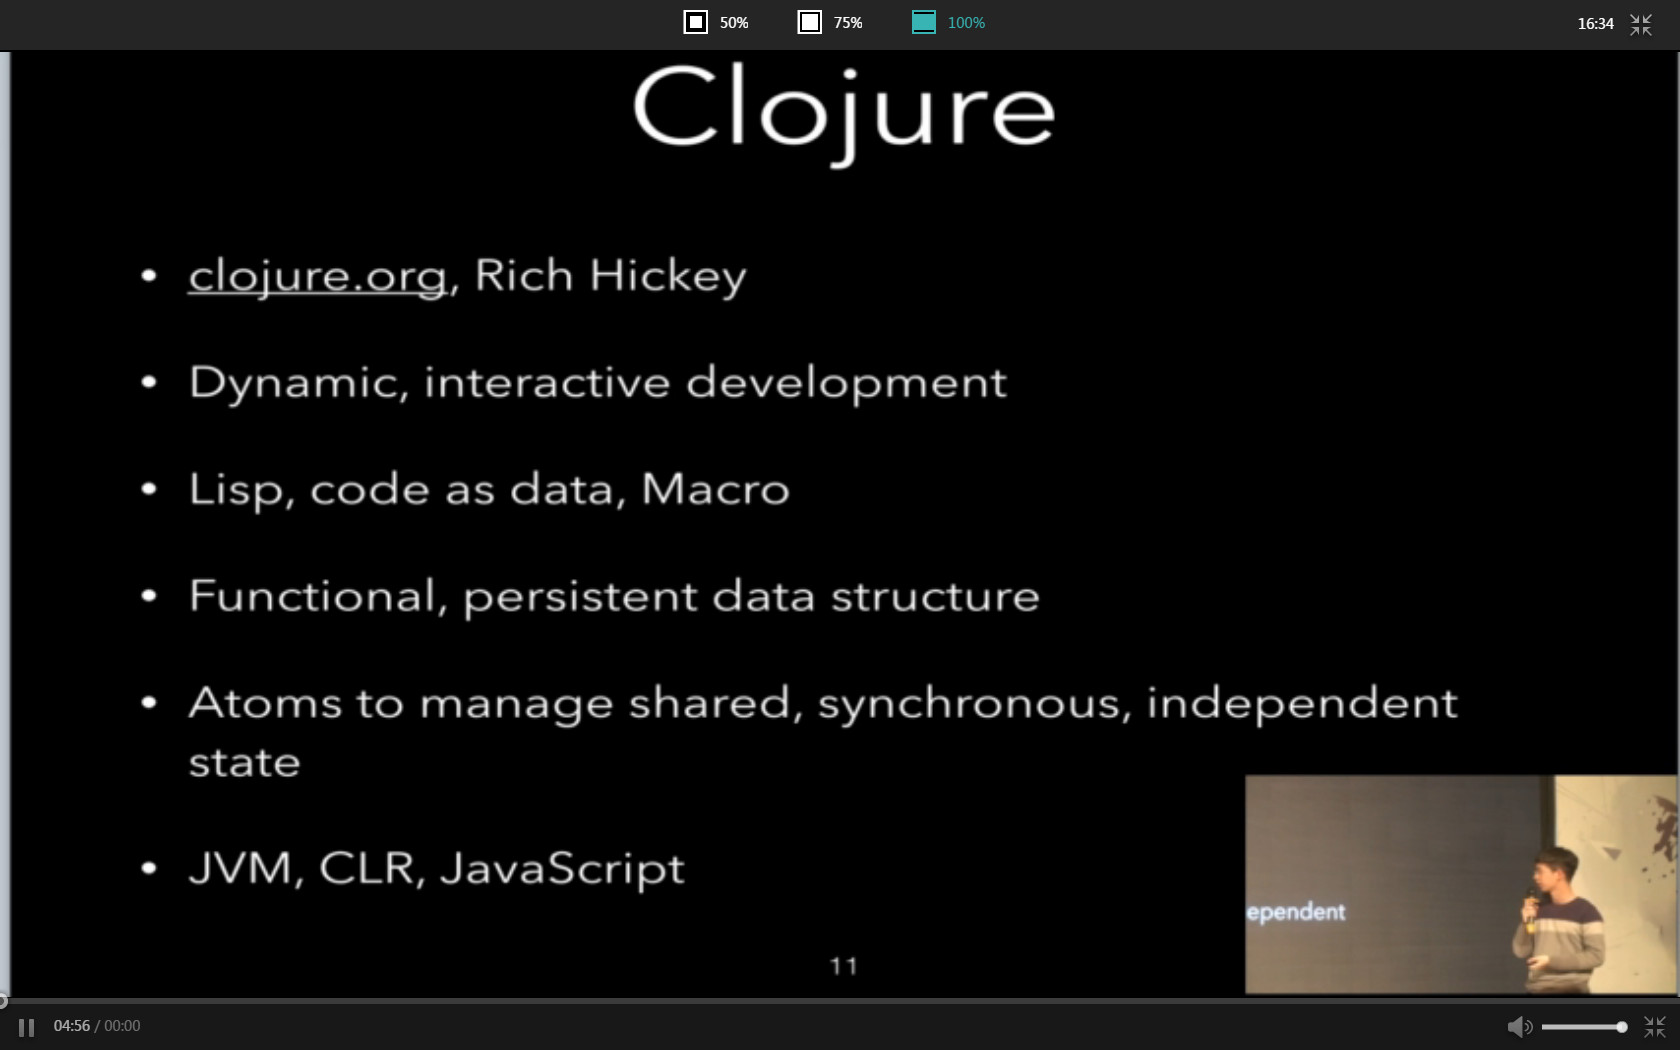 50% 75% 100% 16:34
Clojure
• clojure.org, Rich Hickey
• Dynamic, interactive development
• Lisp, code as data, Macro
• Functional, persistent data structure
• Atoms to manage shared, synchronous, independent
state
• JVM, CLR, JavaScript
ependent
11
04:56 / 00:00